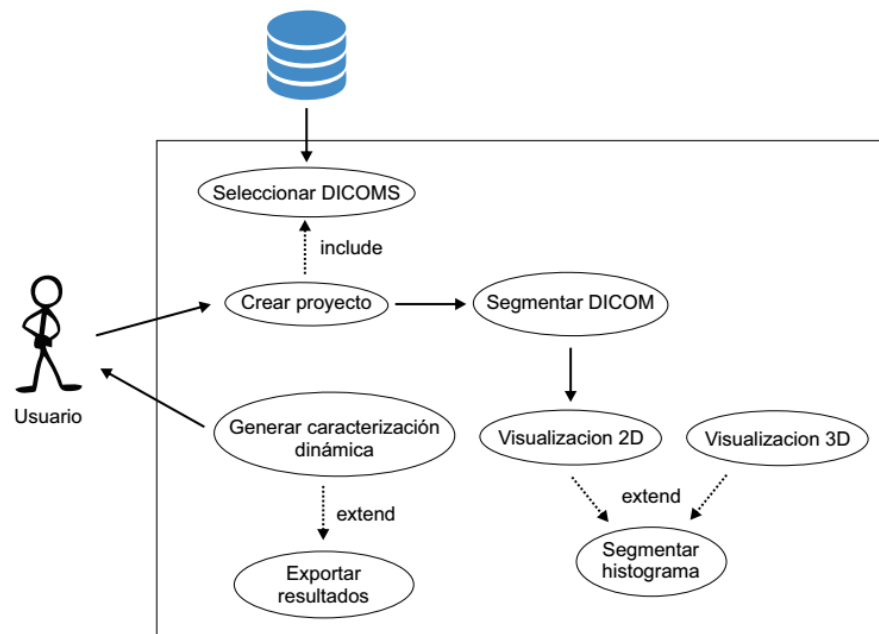 Seleccionar DICOMS
include
Crear proyecto
Segmentar DICOM
Usuario
Generar caracterización
dinámica
Visualizacion 2D
Visualizacion 3D
extend
extend
Segmentar
histograma
Exportar
resultados